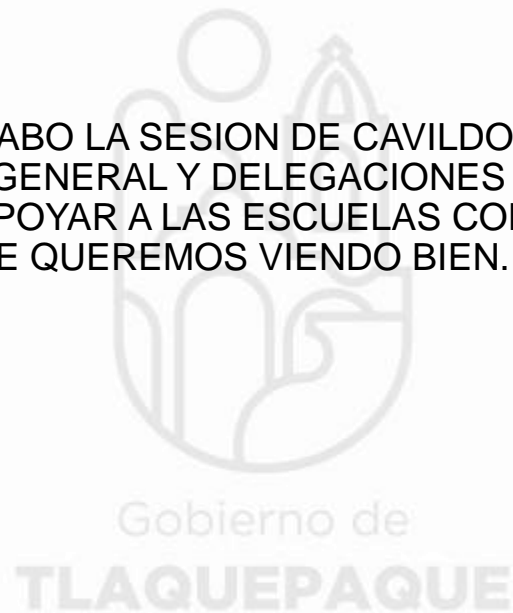 ABO LA SESION DE CAVILDO
GENERAL Y DELEGACIONES
POYAR A LAS ESCUELAS CO
E QUEREMOS VIENDO BIEN.
Gobierno de
TLAQUEPAQUE